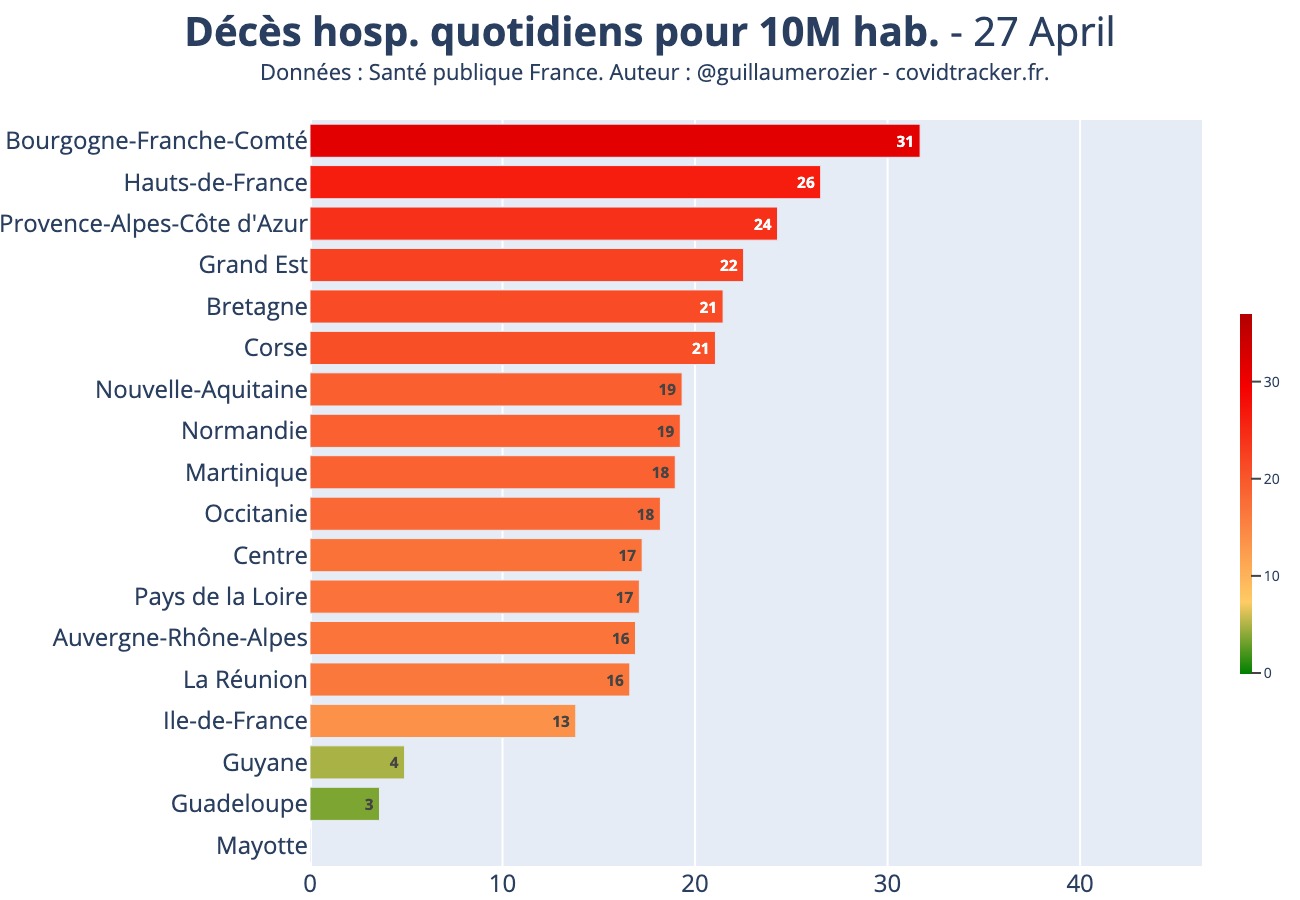 Décès hosp. quotidiens pour 10M hab. - 27 April
Données : Santé publique France. Auteur : @guillaumerozier - covidtracker.fr.
Bourgogne-Franche-Comté 31
Hauts-de-France 26
Provence-Alpes-Côte d'Azur 24
Grand Est 22
Bretagne 21
Corse 21
Nouvelle-Aquitaine 19
Normandie 19
Martinique 18
Occitanie 18
Centre 17
Pays de la Loire 17
Auvergne-Rhône-Alpes 16
La Réunion 16
Ile-de-France 13
Guyane 4
Guadeloupe 3
Mayotte
0 10 20 30 40
30
20
10
0